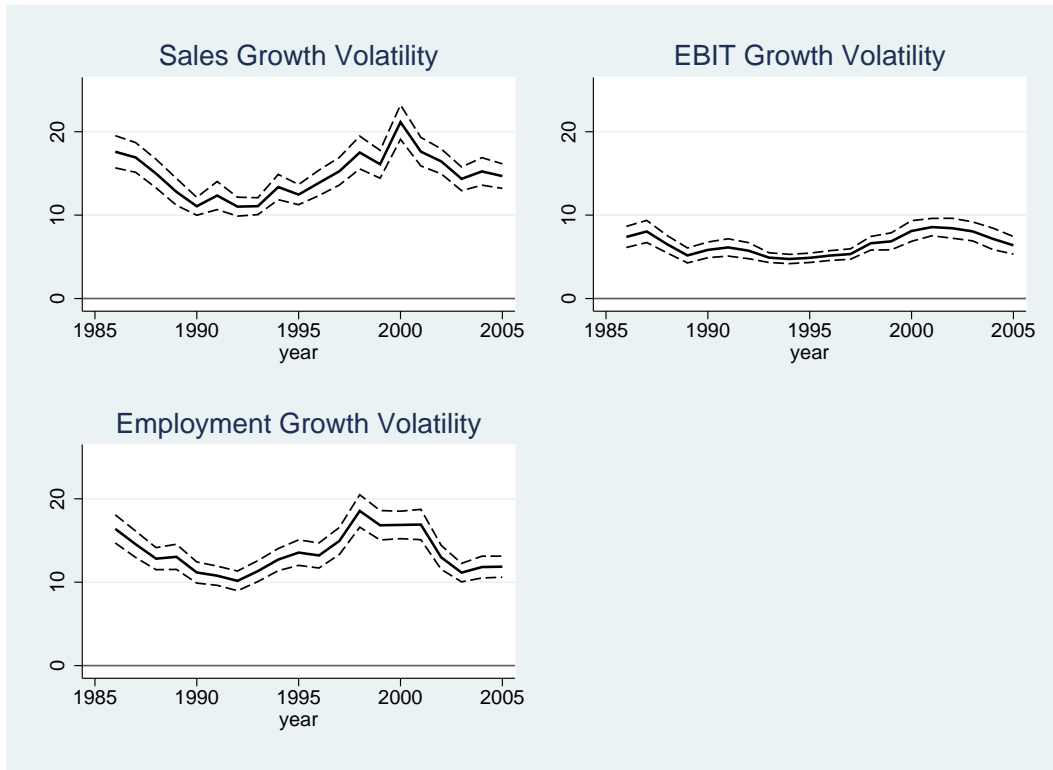 Sales Growth Volatility
20
10
0
1985 1990 1995 2000 2005
year
EBIT Growth Volatility
20
10
0
1985 1990 1995 2000 2005
year
Employment Growth Volatility
20
10
0
1985 1990 1995 2000 2005
year